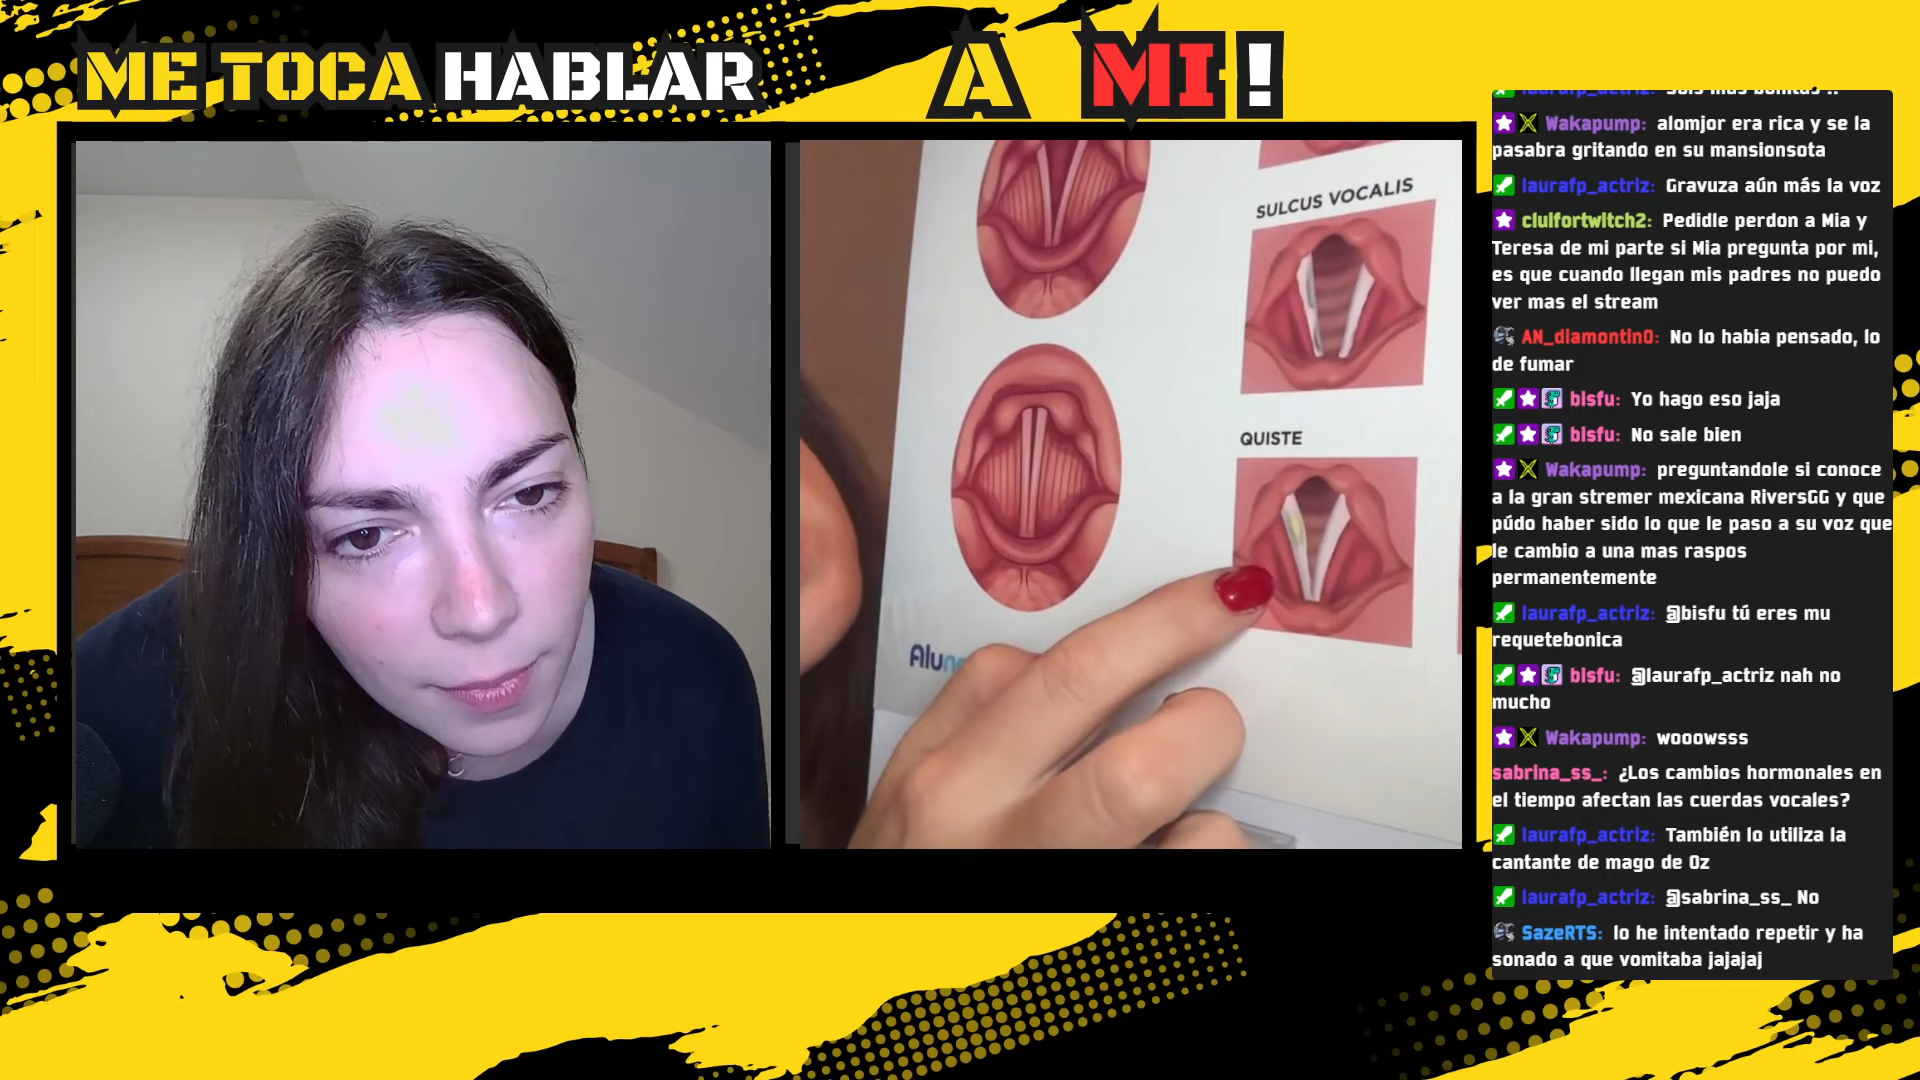 ME TOCA HABLAR A MI!
SULCUS VOCALIS
QUISTE
laurafp_actriz: Sois más bonitas !!
Wakapump: alomjor era rica y se la
pasabra gritando en su mansionsota
laurafp_actriz: Gravuza aún más la voz
cluifortwitch2: Pedidle perdon a Mia y
Teresa de mi parte si Mia pregunta por mi,
es que cuando llegan mis padres no puedo
ver mas el stream
AN_diamontin0: No lo habia pensado, lo
de fumar
bisfu: Yo hago eso jaja
bisfu: No sale bien
Wakapump: preguntandole si conoce
a la gran stremer mexicana RiversGG y que
púdo haber sido lo que le paso a su voz que
le cambio a una mas raspos
permanentemente
laurafp_actriz: @bisfu tú eres mu
requetebonica
bisfu: @laurafp_actriz nah no
mucho
Wakapump: wooowsss
sabrina_ss_: ¿Los cambios hormonales en
el tiempo afectan las cuerdas vocales?
laurafp_actriz: También lo utiliza la
cantante de mago de Oz
laurafp_actriz: @sabrina_ss_ No
SazeRTS: lo he intentado repetir y ha
sonado a que vomitaba jajajaj